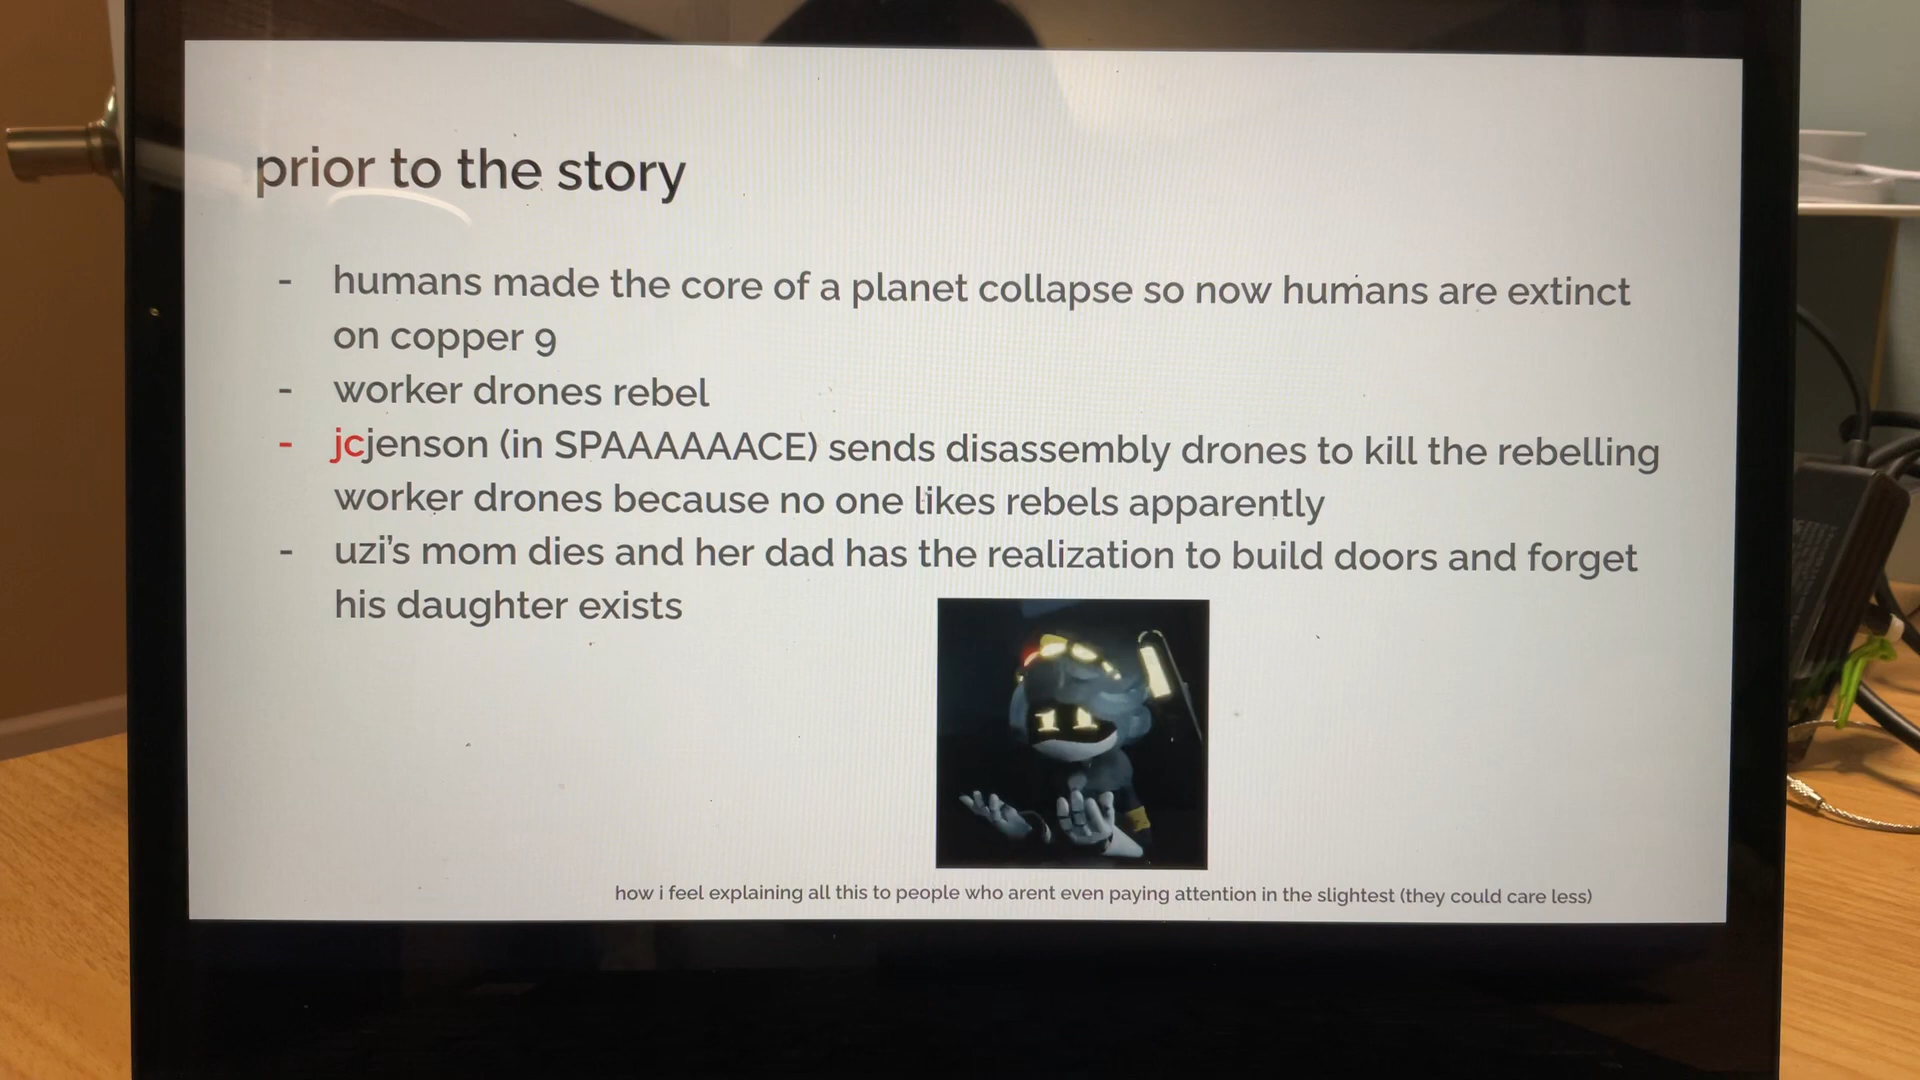 prior to the story
- humans made the core of a planet collapse so now humans are extinct
on copper 9
- worker drones rebel
- jcjenson (in SPAAAAAACE) sends disassembly drones to kill the rebelling
worker drones because no one likes rebels apparently
- uzi's mom dies and her dad has the realization to build doors and forget
his daughter exists
how i feel explaining all this to people who arent even paying attention in the slightest (they could care less)